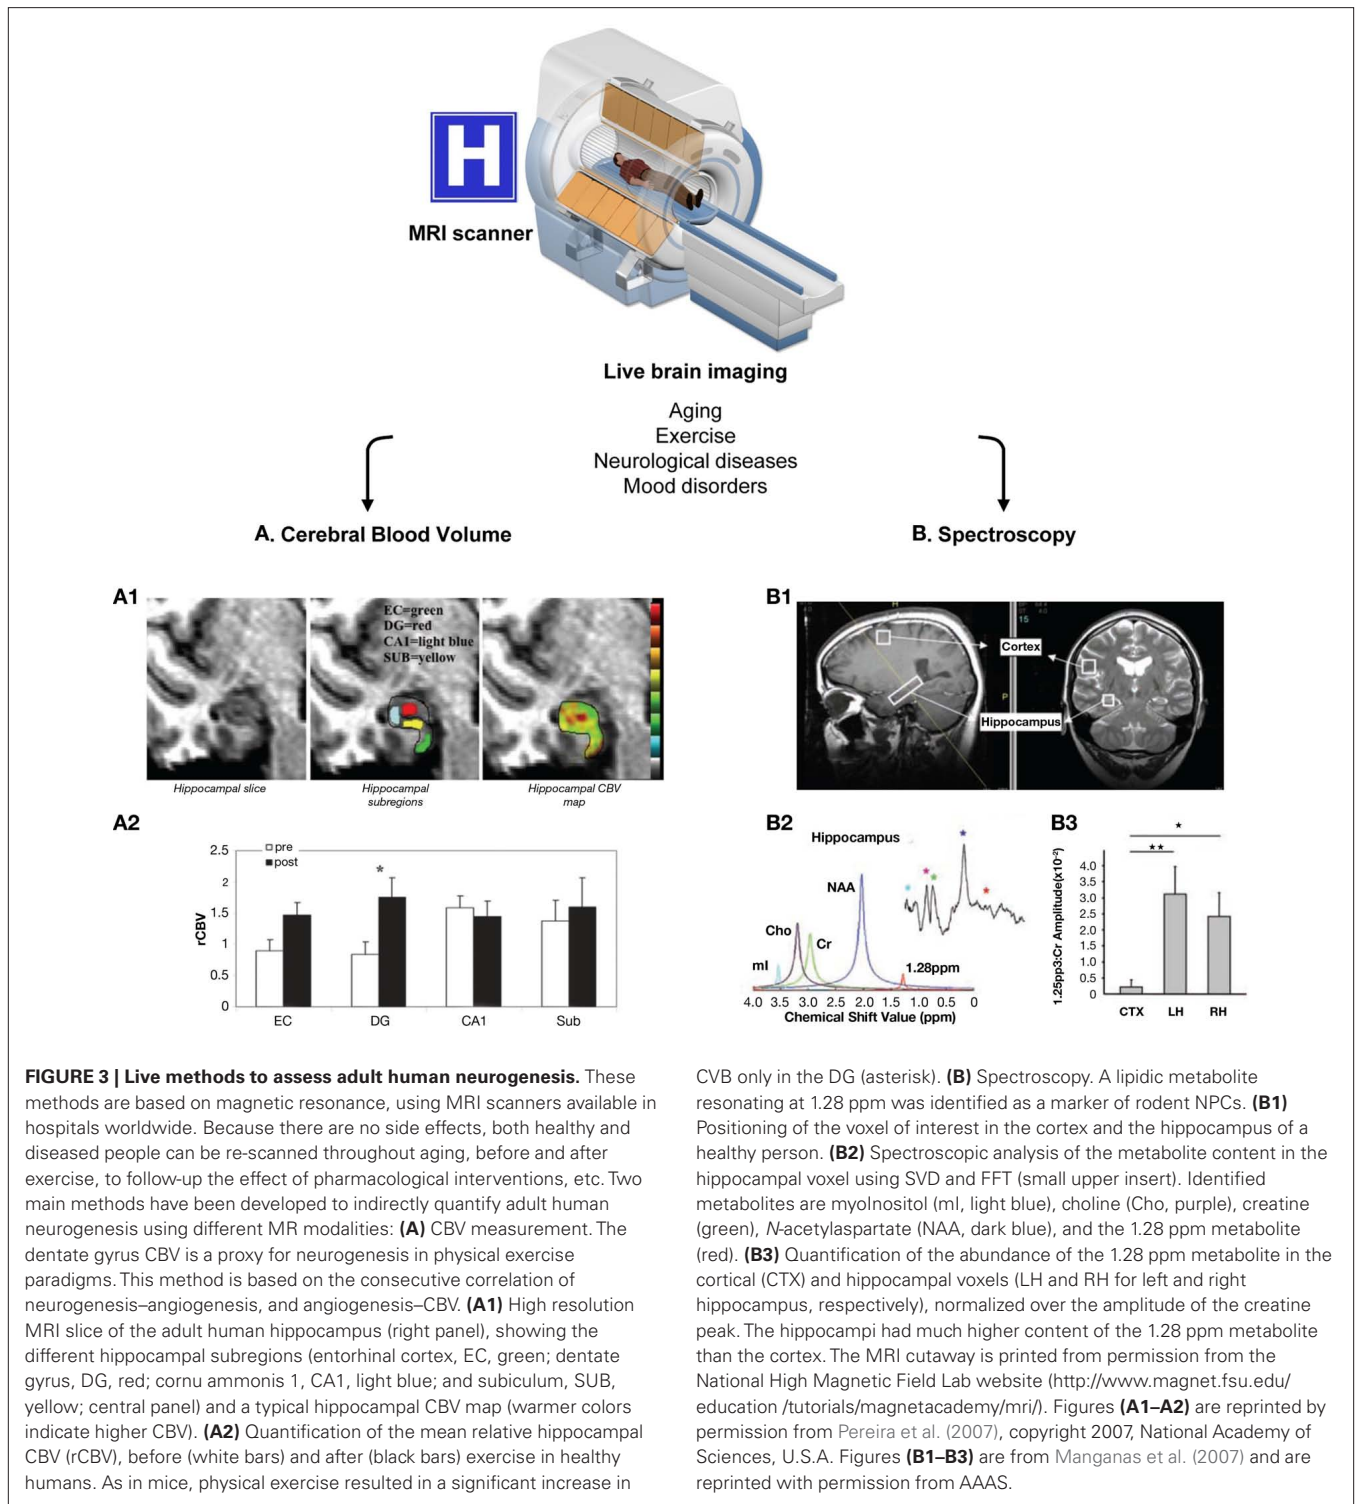 H
MRI scanner
Live brain imaging
Aging
Exercise
Neurological diseases
Mood disorders
A. Cerebral Blood Volume
B. Spectroscopy
A1
EC=green
DG=red
CA1=light blue
SUB=yellow
Hippocampal slice
Hippocampal
subregions
Hippocampal CBV
map
A2
2.5
2
1.5
1
0.5
0
rCBV
pre
post
*
EC
DG
CA1
Sub
B1
H
15
P
Cortex
Hippocampus
B2
Hippocampus
NAA
Cho
Cr
mI
1.28ppm
4.0 3.5 3.0 2.5 2.0 1.5 1.0 0.5 0
Chemical Shift Value (ppm)
B3
★
★★
1.25pp3:Cr Amplitude(x10⁻²)
4.0
3.5
3.0
2.5
2.0
1.5
1.0
0.5
0
CTX LH RH
FIGURE 3 | Live methods to assess adult human neurogenesis. These
methods are based on magnetic resonance, using MRI scanners available in
hospitals worldwide. Because there are no side effects, both healthy and
diseased people can be re-scanned throughout aging, before and after
exercise, to follow-up the effect of pharmacological interventions, etc. Two
main methods have been developed to indirectly quantify adult human
neurogenesis using different MR modalities: (A) CBV measurement. The
dentate gyrus CBV is a proxy for neurogenesis in physical exercise
paradigms. This method is based on the consecutive correlation of
neurogenesis–angiogenesis, and angiogenesis–CBV. (A1) High resolution
MRI slice of the adult human hippocampus (right panel), showing the
different hippocampal subregions (entorhinal cortex, EC, green; dentate
gyrus, DG, red; cornu ammonis 1, CA1, light blue; and subiculum, SUB,
yellow; central panel) and a typical hippocampal CBV map (warmer colors
indicate higher CBV). (A2) Quantification of the mean relative hippocampal
CBV (rCBV), before (white bars) and after (black bars) exercise in healthy
humans. As in mice, physical exercise resulted in a significant increase in
CVB only in the DG (asterisk). (B) Spectroscopy. A lipidic metabolite
resonating at 1.28 ppm was identified as a marker of rodent NPCs. (B1)
Positioning of the voxel of interest in the cortex and the hippocampus of a
healthy person. (B2) Spectroscopic analysis of the metabolite content in the
hippocampal voxel using SVD and FFT (small upper insert). Identified
metabolites are myoInositol (mI, light blue), choline (Cho, purple), creatine
(green), N-acetylaspartate (NAA, dark blue), and the 1.28 ppm metabolite
(red). (B3) Quantification of the abundance of the 1.28 ppm metabolite in the
cortical (CTX) and hippocampal voxels (LH and RH for left and right
hippocampus, respectively), normalized over the amplitude of the creatine
peak. The hippocampi had much higher content of the 1.28 ppm metabolite
than the cortex. The MRI cutaway is printed from permission from the
National High Magnetic Field Lab website (http://www.magnet.fsu.edu/
education /tutorials/magnetacademy/mri/). Figures (A1–A2) are reprinted by
permission from Pereira et al. (2007), copyright 2007, National Academy of
Sciences, U.S.A. Figures (B1–B3) are from Manganas et al. (2007) and are
reprinted with permission from AAAS.